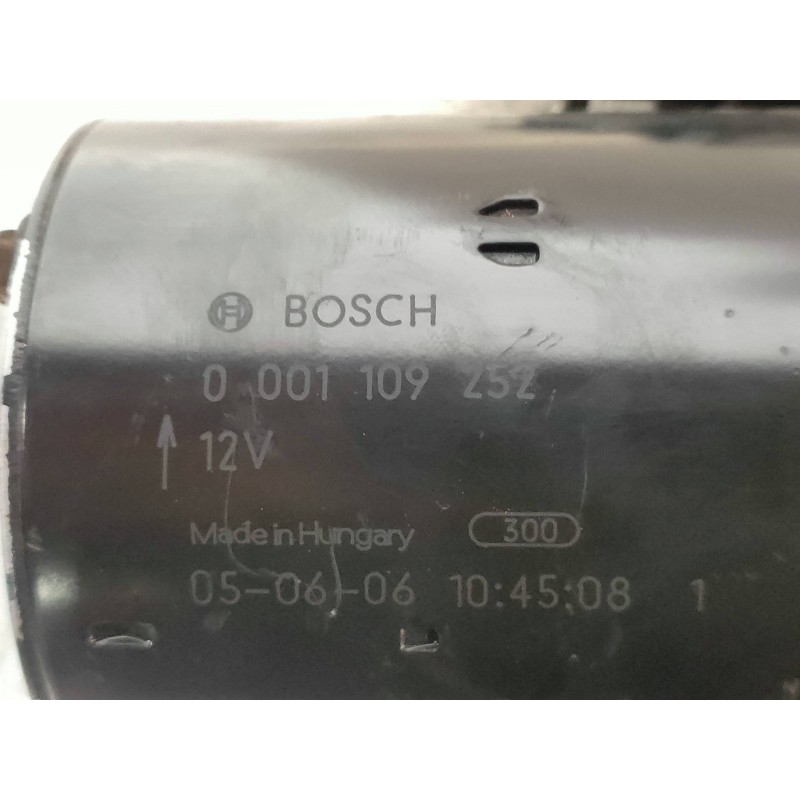 BOSCH
0 001 109 252
12V
Made in Hungary 300
05-06-06 10:45:08 1